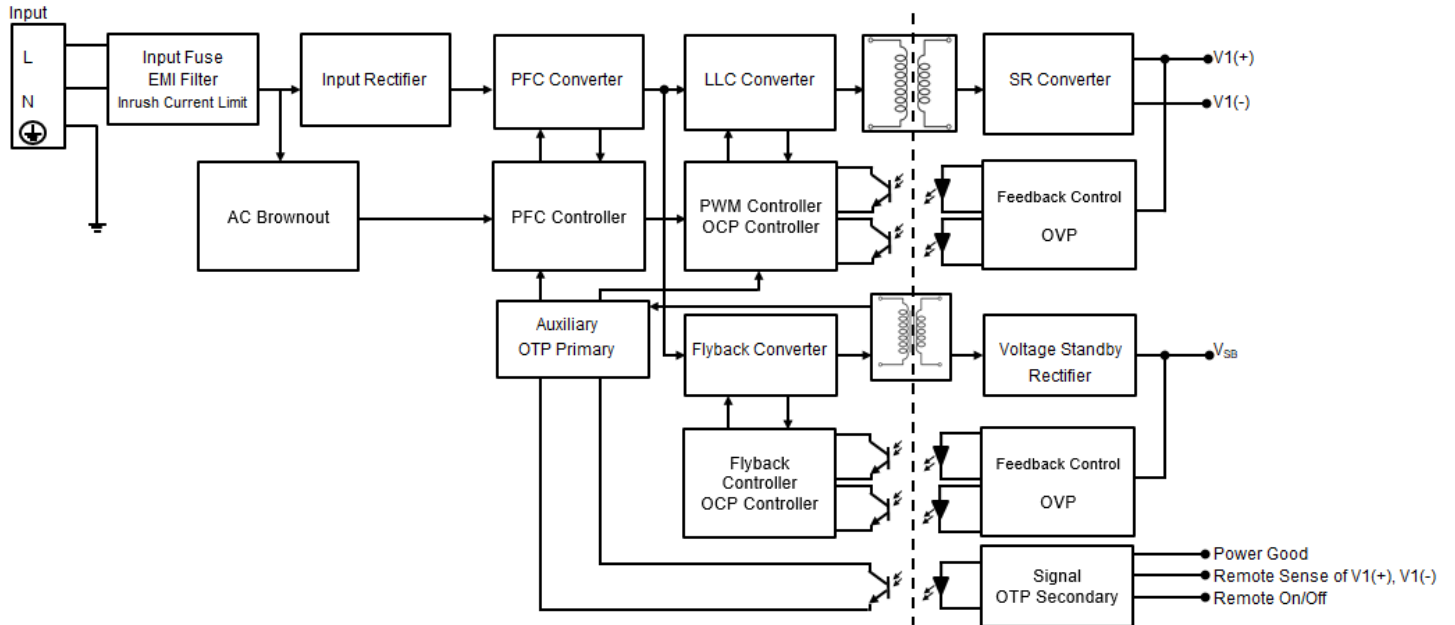 Input
L
N
Input Fuse
EMI Filter
Inrush Current Limit
Input Rectifier
PFC Converter
LLC Converter
SR Converter
V1(+)
V1(-)
AC Brownout
PFC Controller
PWM Controller
OCP Controller
Feedback Control
OVP
Auxiliary
OTP Primary
Flyback Converter
Voltage Standby
Rectifier
VSB
Flyback
Controller
OCP Controller
Feedback Control
OVP
Signal
OTP Secondary
Power Good
Remote Sense of V1(+), V1(-)
Remote On/Off